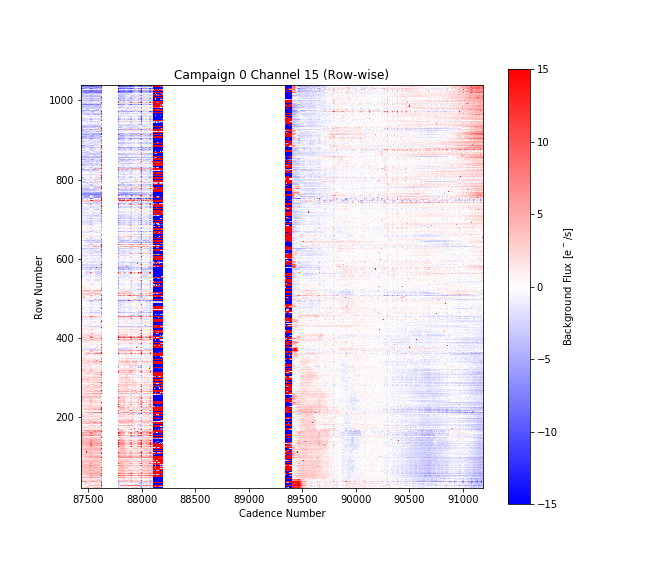 Campaign 0 Channel 15 (Row-wise)
1000
800
600
400
200
Row Number
87500 88000 88500 89000 89500 90000 90500 91000
Cadence Number
15
10
5
0
−5
−10
−15
Background Flux [e⁻/s]